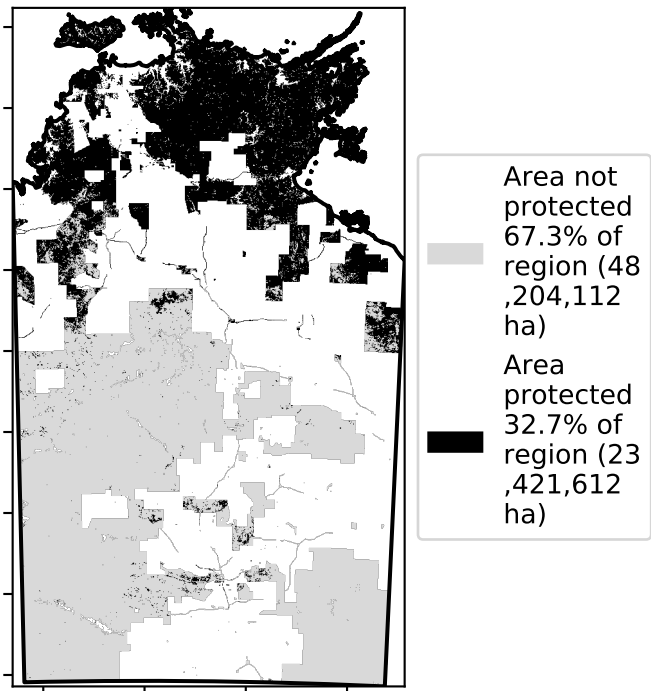 Area not
protected
67.3% of
region (48
,204,112
ha)
Area
protected
32.7% of
region (23
,421,612
ha)